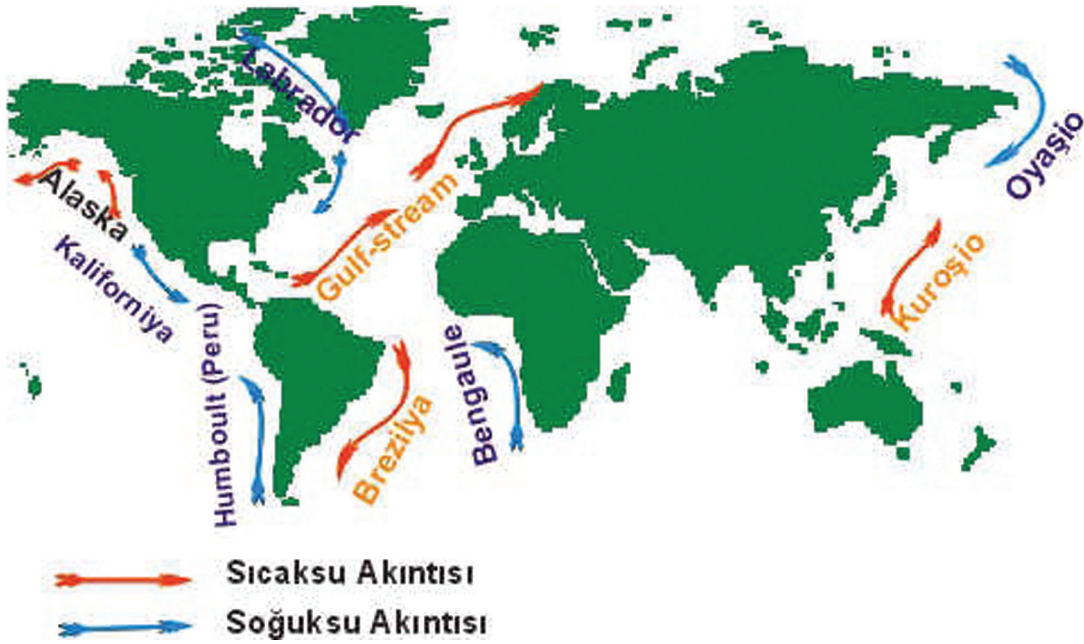 Labrador
Alaska
Kaliforniya
Humboult (Peru)
Gulf-stream
Brezilya
Bengaule
Oyaşio
Kuroşio
Sıcaksu Akıntısı
Soğuksu Akıntısı